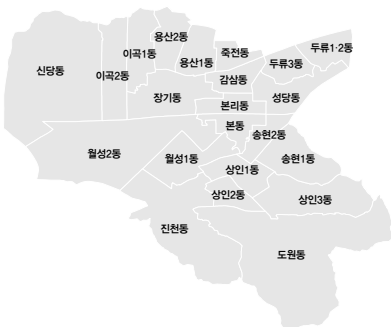 용산2동
두류1·2동
이곡1동
죽전동
용산1동
두류3동
신당동
이곡2동
감삼동
장기동
성당동
본리동
본동
송현2동
월성2동
월성1동
송현1동
상인1동
상인2동
상인3동
진천동
도원동